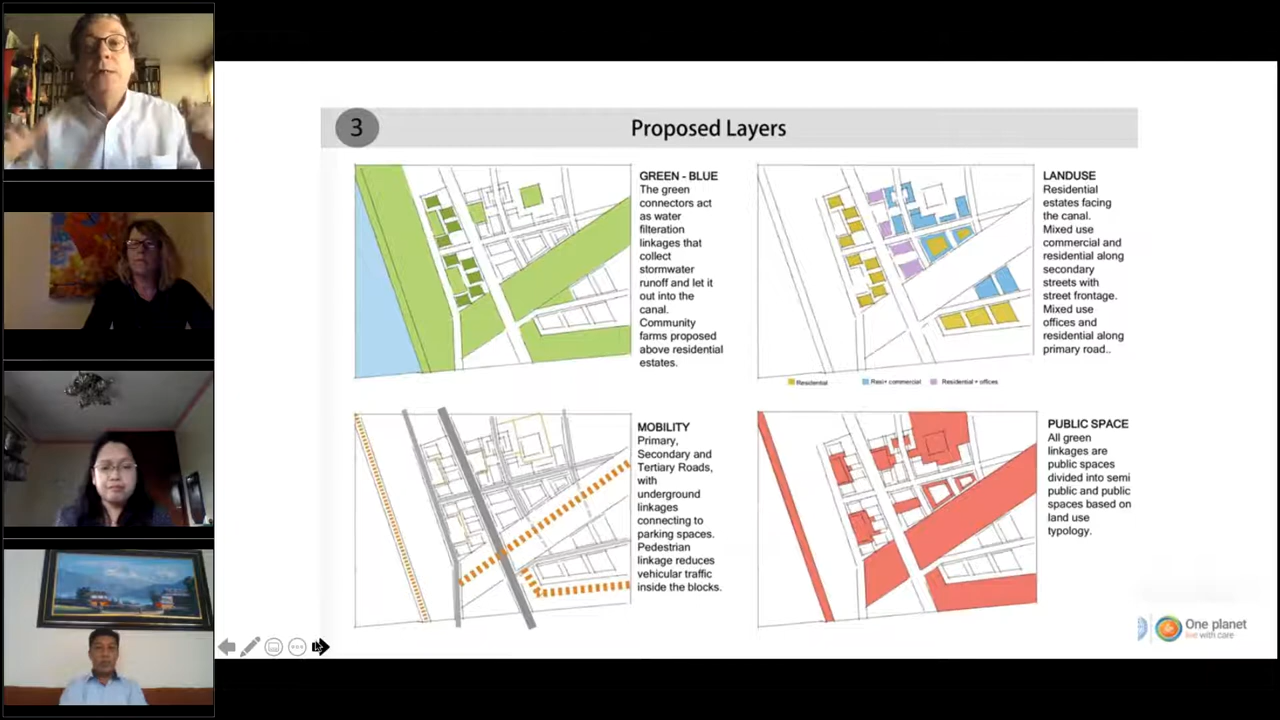 3
Proposed Layers
GREEN - BLUE
The green
connectors act
as water
filteration
linkages that
collect
stormwater
runoff and let it
out into the
canal.
Community
farms proposed
above residential
estates.
LANDUSE
Residential
estates facing
the canal.
Mixed use
commercial and
residential along
secondary
streets with
street frontage.
Mixed use
offices and
residential along
primary road..
Residential
Resi+ commercial
Residential + offices
MOBILITY
Primary,
Secondary and
Tertiary Roads,
with
underground
linkages
connecting to
parking spaces.
Pedestrian
linkage reduces
vehicular traffic
inside the blocks.
PUBLIC SPACE
All green
linkages are
public spaces
divided into semi
public and public
spaces based on
land use
typology.
One planet
live with care